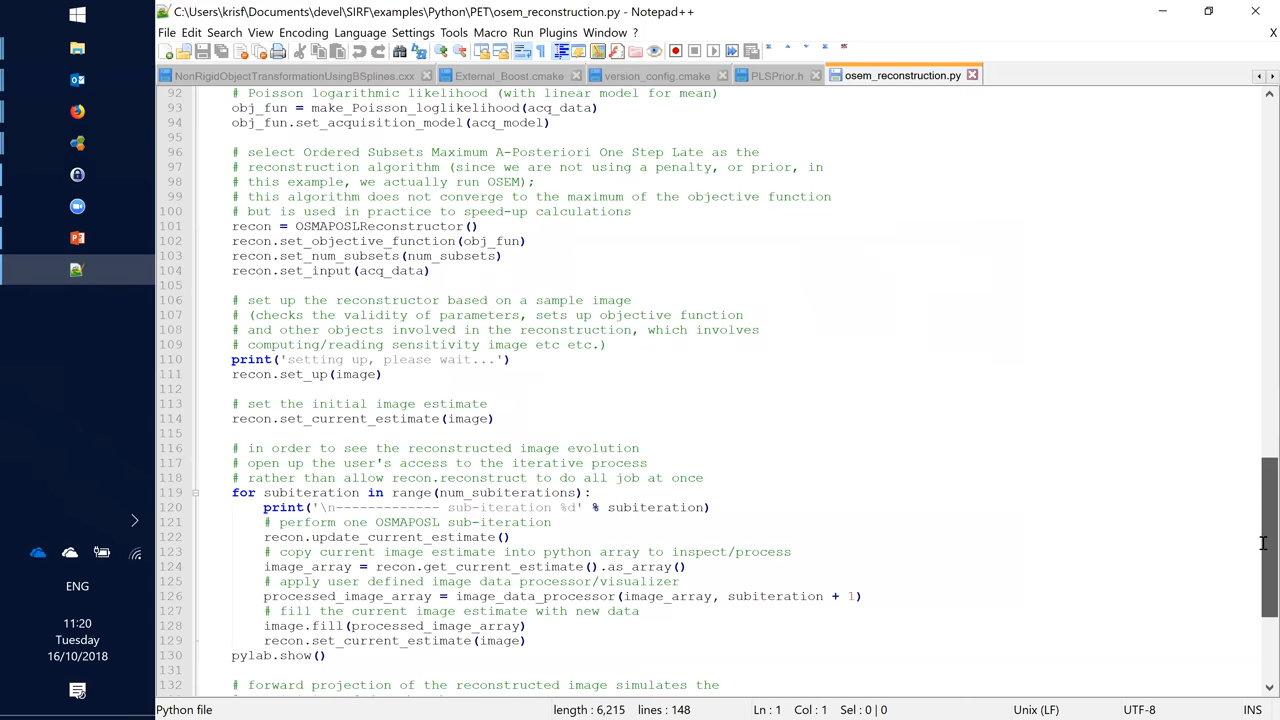 C:\Users\krisf\Documents\devel\SIRF\examples\Python\PET\osem_reconstruction.py - Notepad++
File Edit Search View Encoding Language Settings Tools Macro Run Plugins Window ? X
NonRigidObjectTransformationUsingBSplines.cxx External_Boost.cmake version_config.cmake PLSPrior.h osem_reconstruction.py
92 # Poisson logarithmic likelihood (with linear model for mean)
93 obj_fun = make_Poisson_loglikelihood(acq_data)
94 obj_fun.set_acquisition_model(acq_model)
95
96 # select Ordered Subsets Maximum A-Posteriori One Step Late as the
97 # reconstruction algorithm (since we are not using a penalty, or prior, in
98 # this example, we actually run OSEM);
99 # this algorithm does not converge to the maximum of the objective function
100 # but is used in practice to speed-up calculations
101 recon = OSMAPOSLReconstructor()
102 recon.set_objective_function(obj_fun)
103 recon.set_num_subsets(num_subsets)
104 recon.set_input(acq_data)
105
106 # set up the reconstructor based on a sample image
107 # (checks the validity of parameters, sets up objective function
108 # and other objects involved in the reconstruction, which involves
109 # computing/reading sensitivity image etc etc.)
110 print('setting up, please wait...')
111 recon.set_up(image)
112
113 # set the initial image estimate
114 recon.set_current_estimate(image)
115
116 # in order to see the reconstructed image evolution
117 # open up the user's access to the iterative process
118 # rather than allow recon.reconstruct to do all job at once
119 for subiteration in range(num_subiterations):
120 print('\n------------- sub-iteration %d' % subiteration)
121 # perform one OSMAPOSL sub-iteration
122 recon.update_current_estimate()
123 # copy current image estimate into python array to inspect/process
124 image_array = recon.get_current_estimate().as_array()
125 # apply user defined image data processor/visualizer
126 processed_image_array = image_data_processor(image_array, subiteration + 1)
127 # fill the current image estimate with new data
128 image.fill(processed_image_array)
129 recon.set_current_estimate(image)
130 pylab.show()
131
132 # forward projection of the reconstructed image simulates the
Python file length : 6,215 lines : 148 Ln : 1 Col : 1 Sel : 0 | 0 Unix (LF) UTF-8 INS
ENG
11:20
Tuesday
16/10/2018